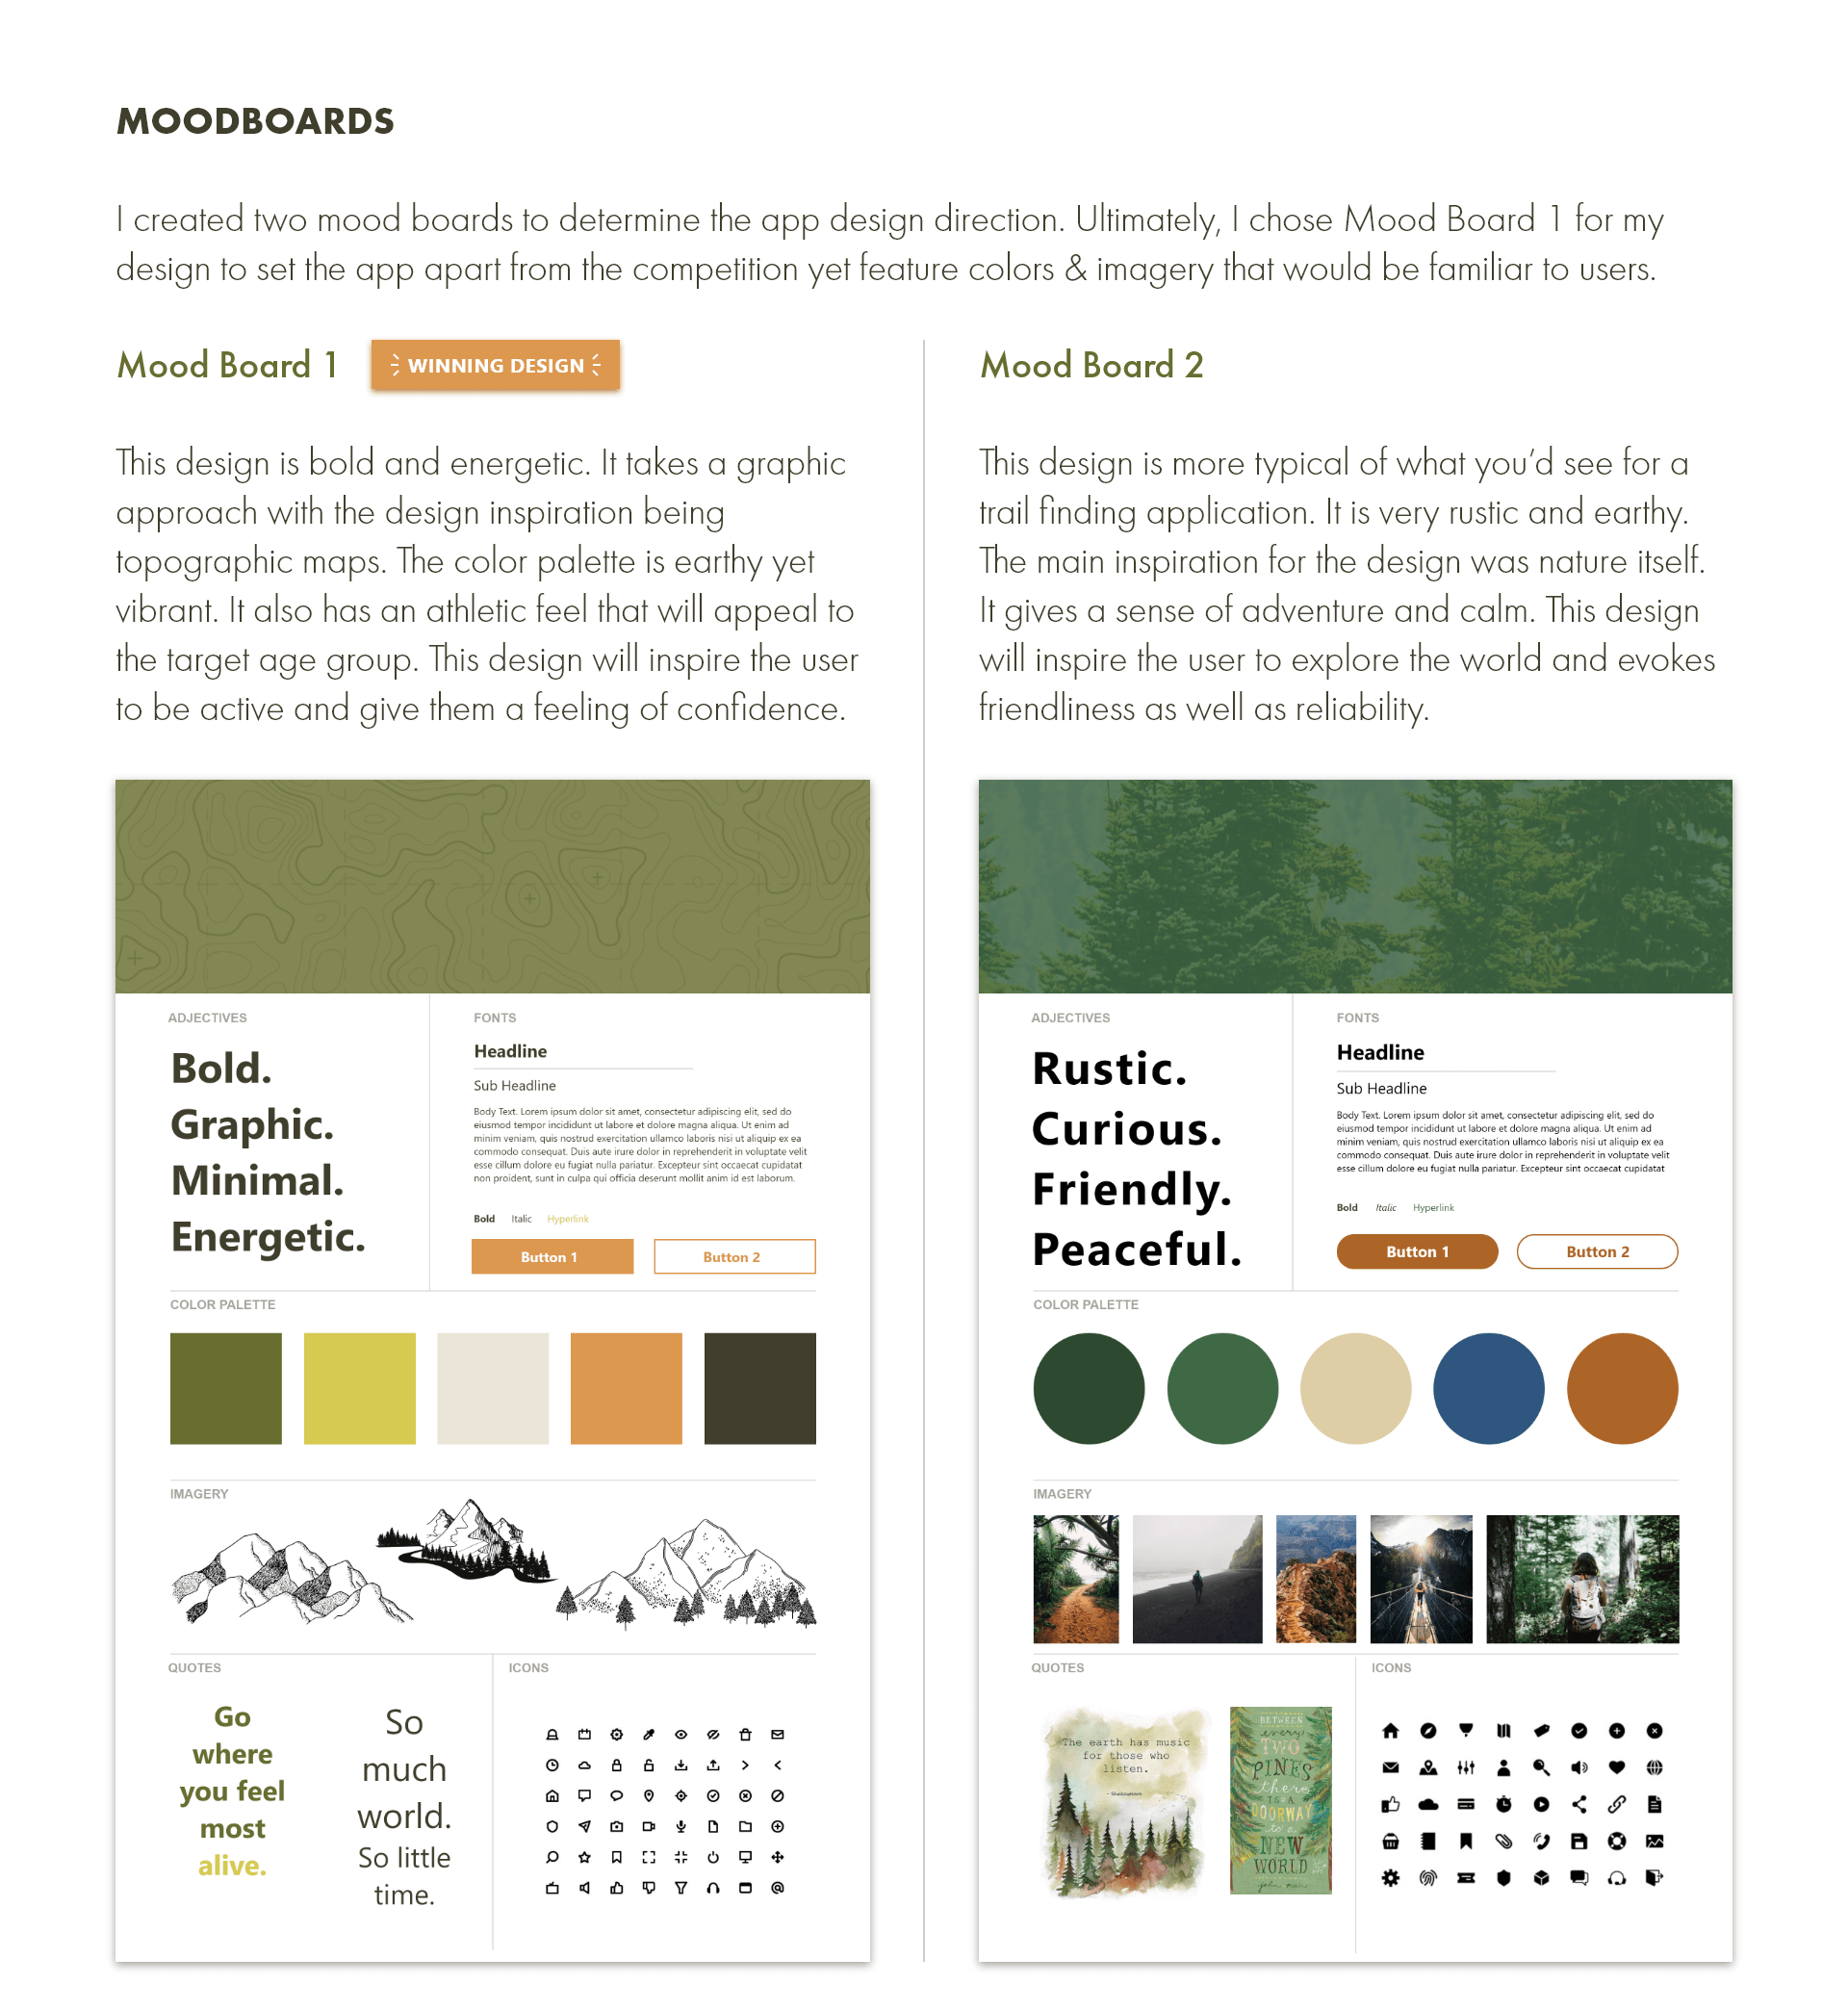 MOODBOARDS
I created two mood boards to determine the app design direction. Ultimately, I chose Mood Board 1 for my
design to set the app apart from the competition yet feature colors & imagery that would be familiar to users.
Mood Board 1
WINNING DESIGN
This design is bold and energetic. It takes a graphic
approach with the design inspiration being
topographic maps. The color palette is earthy yet
vibrant. It also has an athletic feel that will appeal to
the target age group. This design will inspire the user
to be active and give them a feeling of confidence.
ADJECTIVES
Bold.
Graphic.
Minimal.
Energetic.
FONTS
Headline
Sub Headline
Body Text. Lorem ipsum dolor sit amet, consectetur adipiscing elit, sed do
eiusmod tempor incididunt ut labore et dolore magna aliqua. Ut enim ad
minim veniam, quis nostrud exercitation ullamco laboris nisi ut aliquip ex ea
commodo consequat. Duis aute irure dolor in reprehenderit in voluptate velit
esse cillum dolore eu fugiat nulla pariatur. Excepteur sint occaecat cupidatat
non proident, sunt in culpa qui officia deserunt mollit anim id est laborum.
Bold Italic Hyperlink
Button 1 Button 2
COLOR PALETTE
IMAGERY
QUOTES
Go
where
you feel
most
alive.
So
much
world.
So little
time.
ICONS
Mood Board 2
This design is more typical of what you’d see for a
trail finding application. It is very rustic and earthy.
The main inspiration for the design was nature itself.
It gives a sense of adventure and calm. This design
will inspire the user to explore the world and evokes
friendliness as well as reliability.
ADJECTIVES
Rustic.
Curious.
Friendly.
Peaceful.
FONTS
Headline
Sub Headline
Body Text. Lorem ipsum dolor sit amet, consectetur adipiscing elit, sed do
eiusmod tempor incididunt ut labore et dolore magna aliqua. Ut enim ad
minim veniam, quis nostrud exercitation ullamco laboris nisi ut aliquip ex ea
commodo consequat. Duis aute irure dolor in reprehenderit in voluptate velit
esse cillum dolore eu fugiat nulla pariatur. Excepteur sint occaecat cupidatat
Bold Italic Hyperlink
Button 1 Button 2
COLOR PALETTE
IMAGERY
QUOTES
The earth has music
for those who
listen.
- Shakespeare
BETWEEN
every
TWO
PINES
there
IS A
DOORWAY
to a
NEW
WORLD
john muir
ICONS